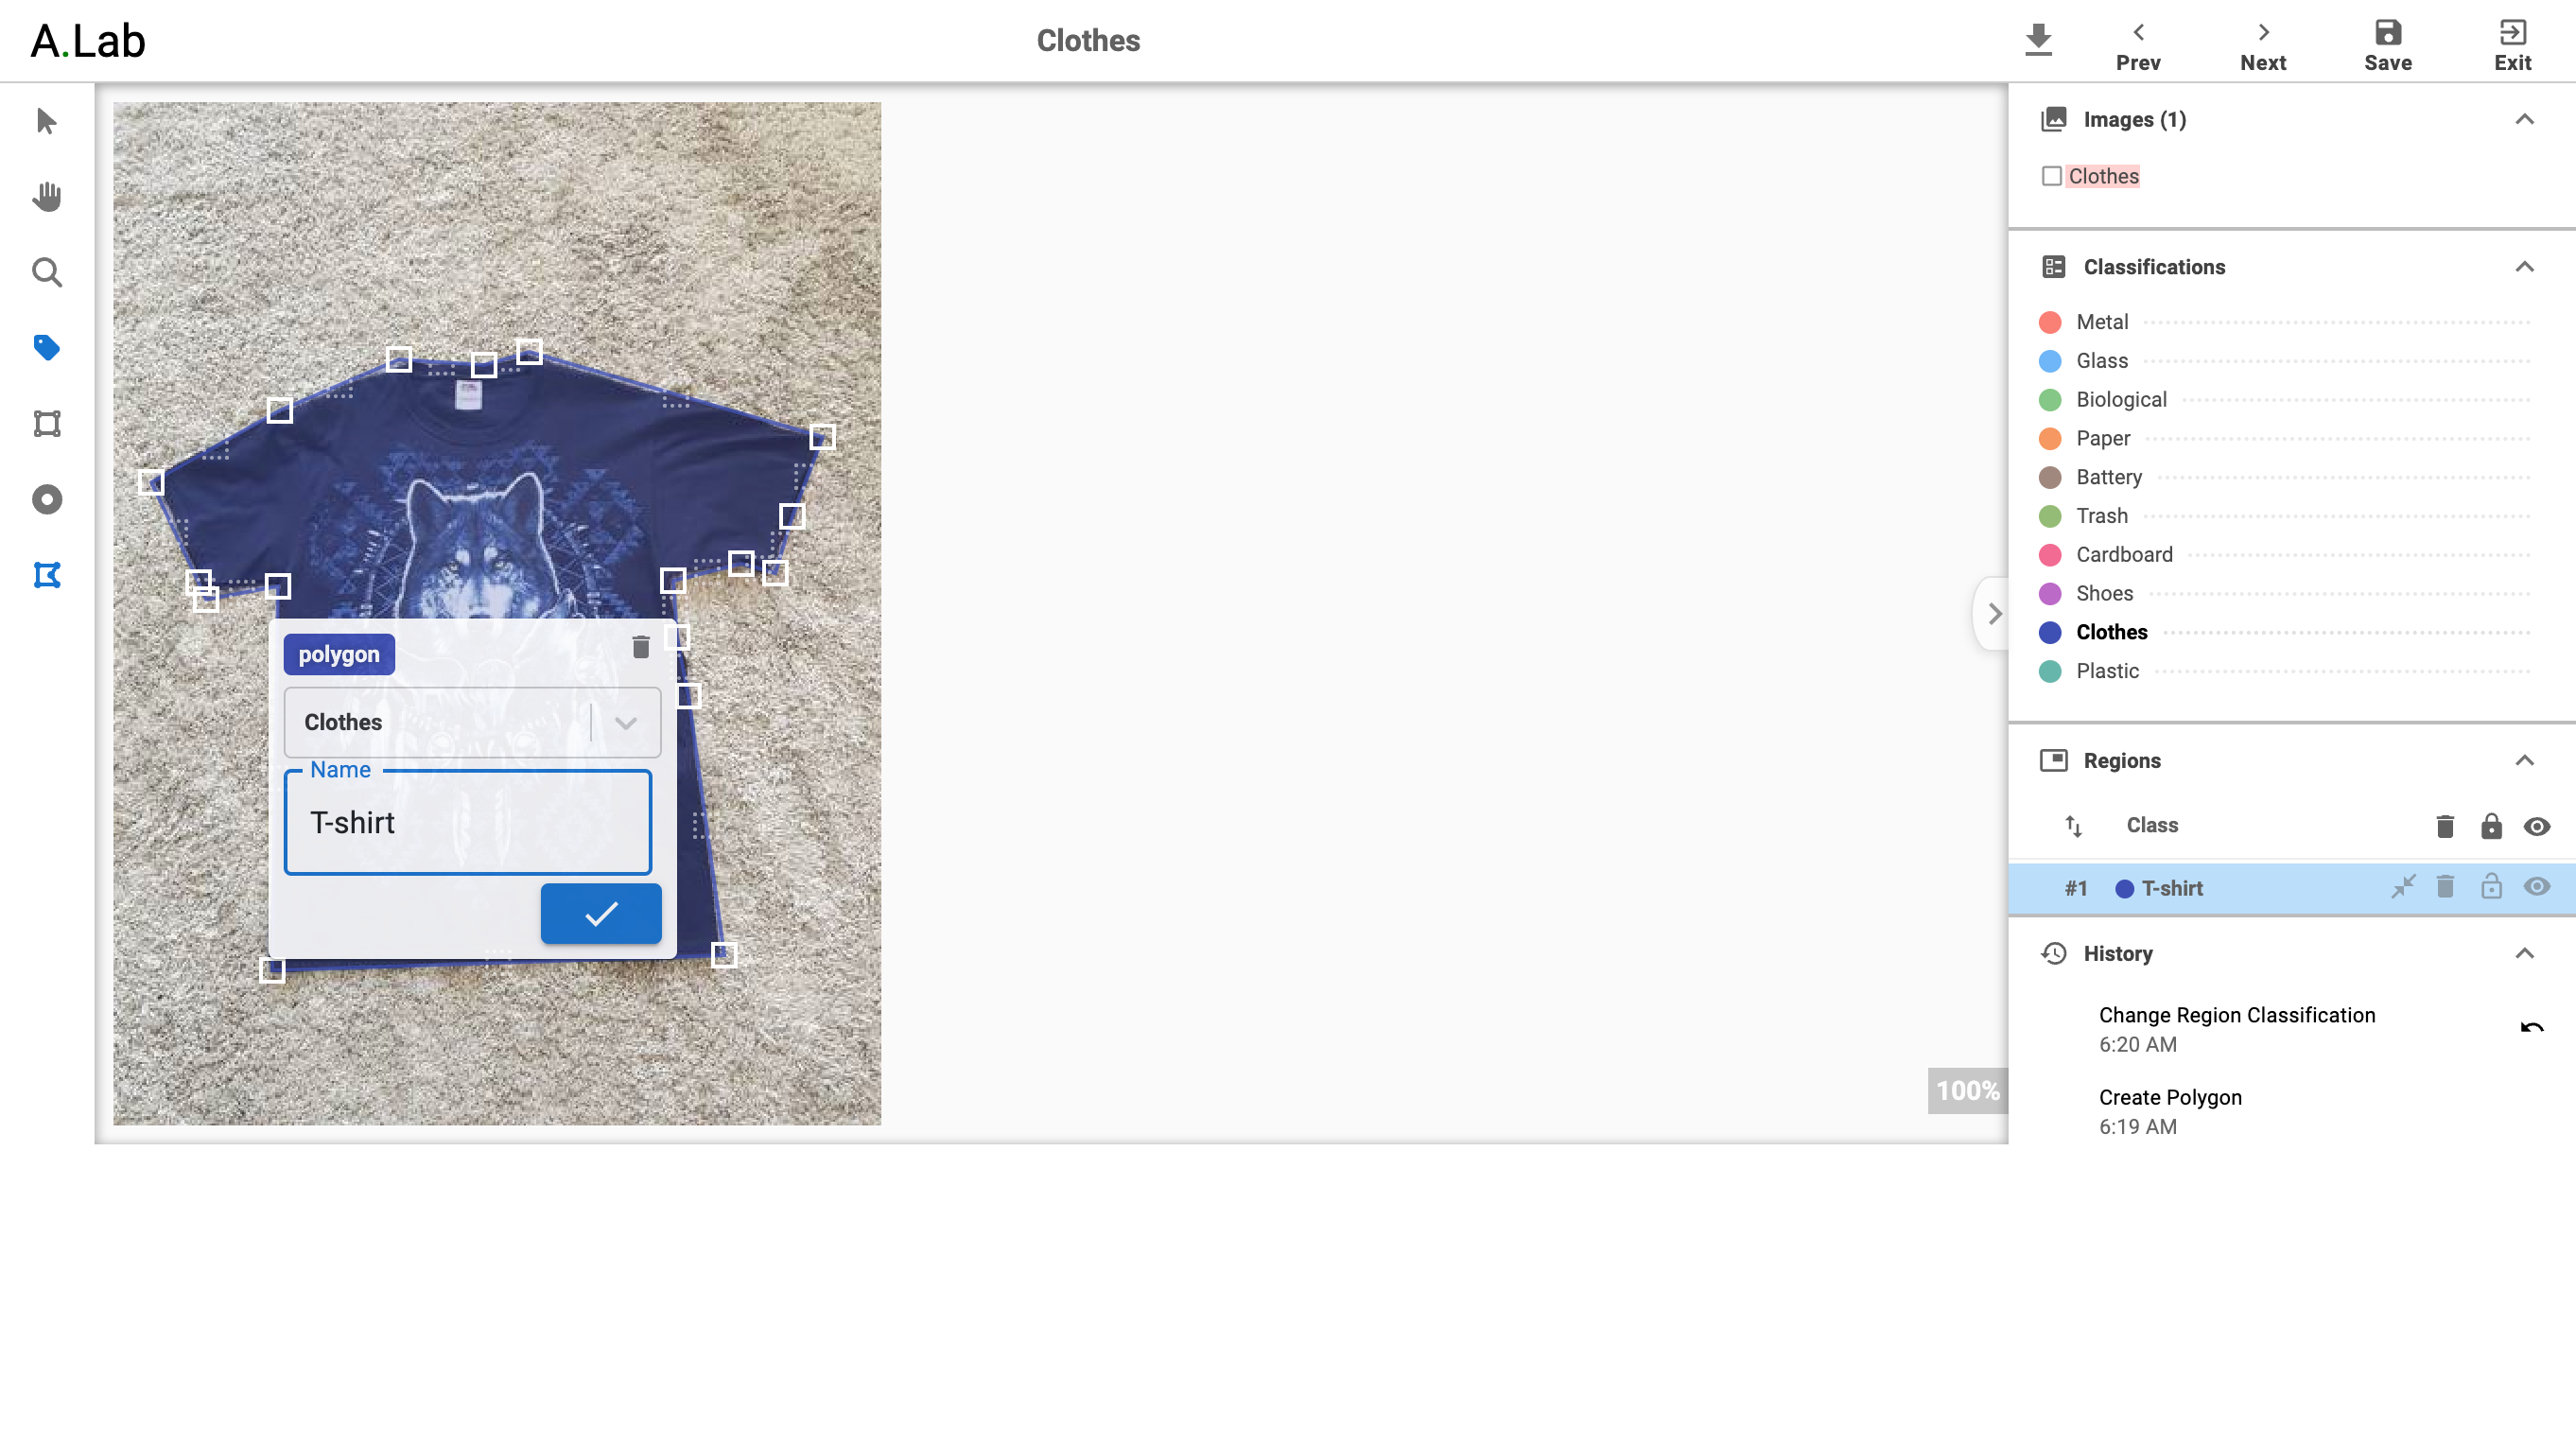 A.Lab
Clothes
Prev
Next
Save
Exit
Images (1)
Clothes
Classifications
Metal
Glass
Biological
Paper
Battery
Trash
Cardboard
Shoes
Clothes
Plastic
polygon
Clothes
Name
T-shirt
Regions
Class
#1 T-shirt
History
Change Region Classification
6:20 AM
Create Polygon
6:19 AM
100%